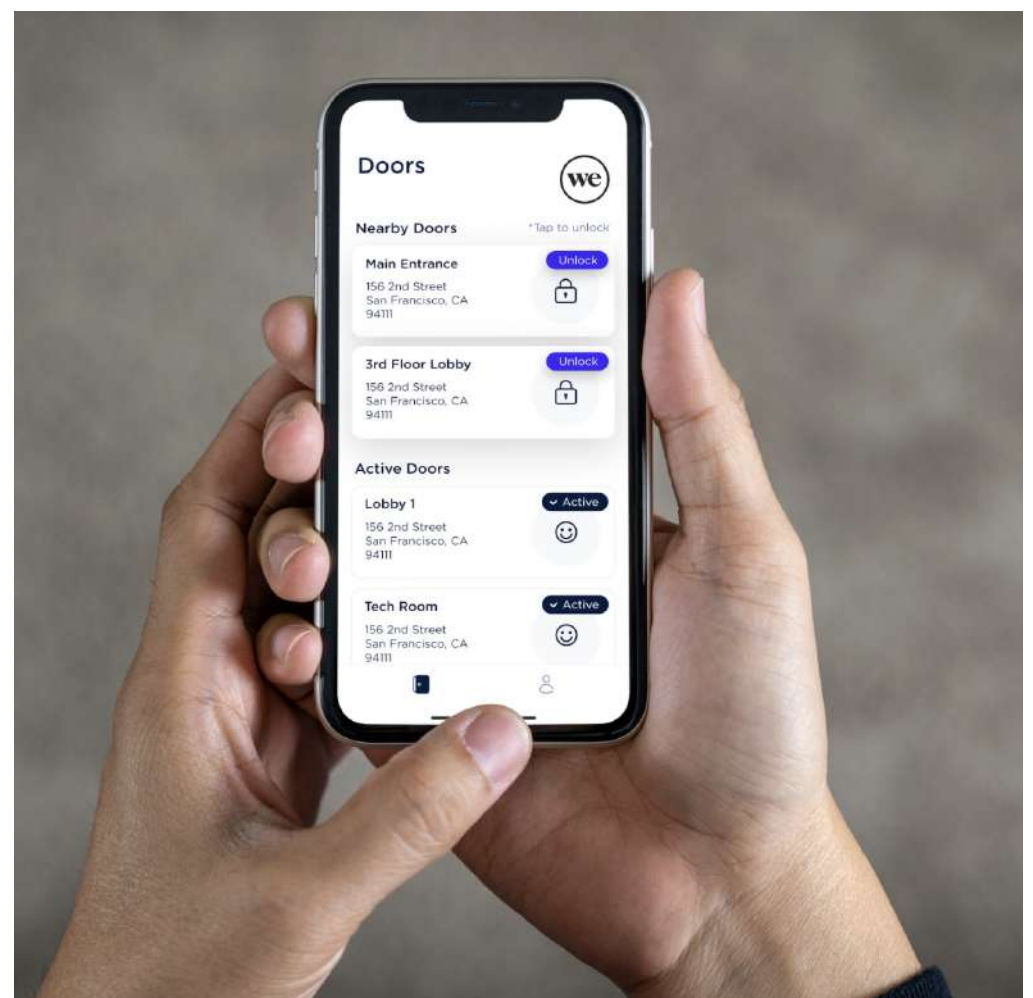 Doors
we
Nearby Doors
*Tap to unlock
Main Entrance
Unlock
156 2nd Street
San Francisco, CA
94111
3rd Floor Lobby
Unlock
156 2nd Street
San Francisco, CA
94111
Active Doors
Lobby 1
Active
156 2nd Street
San Francisco, CA
94111
Tech Room
Active
156 2nd Street
San Francisco, CA
94111